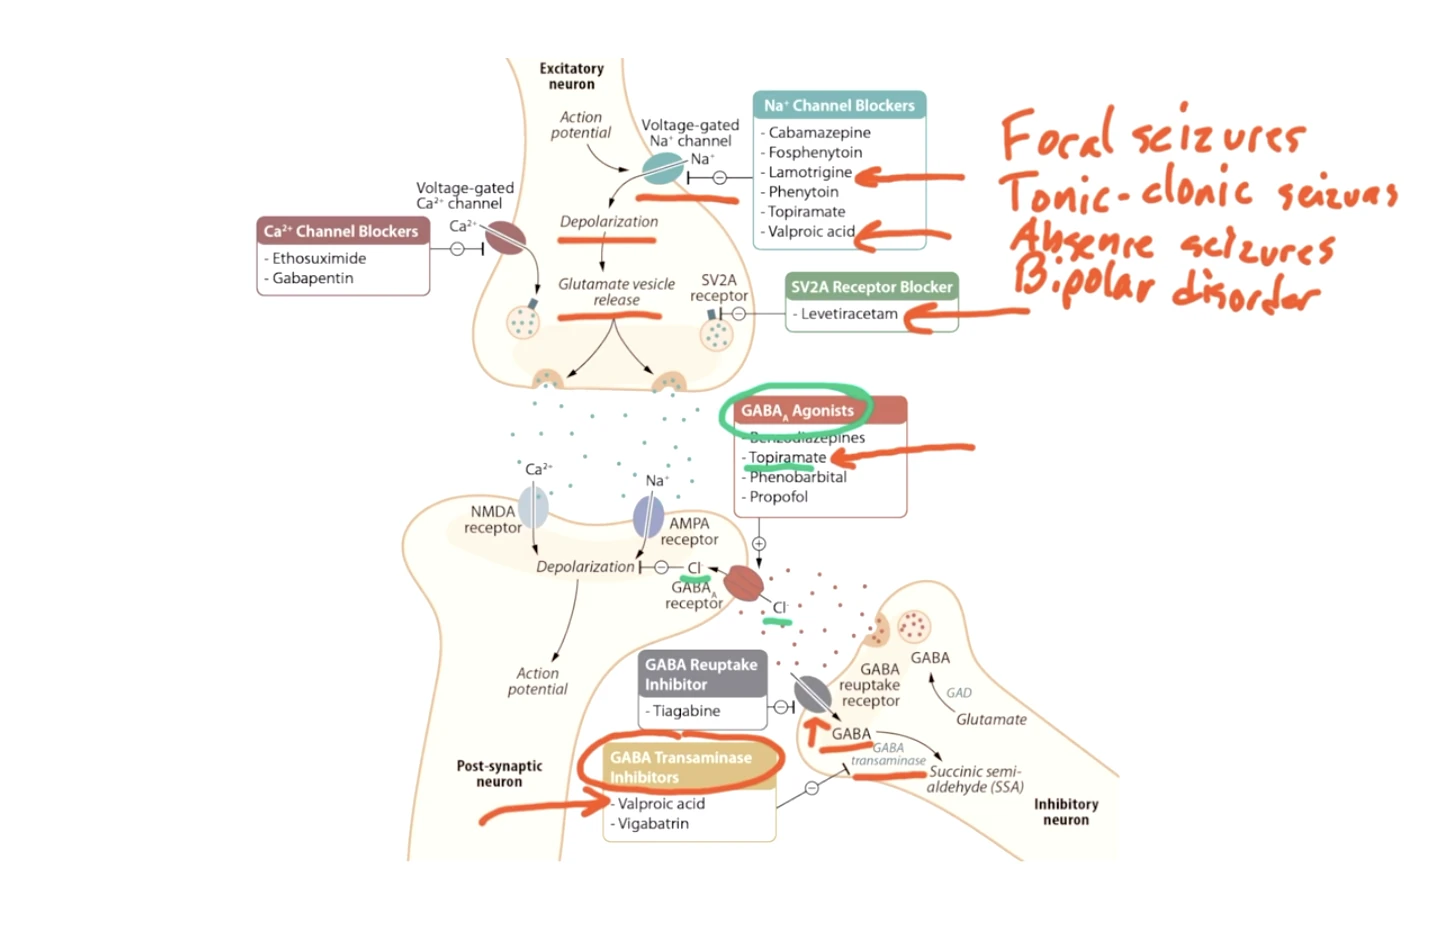 Excitatory
neuron
Action
potential
Voltage-gated
Na⁺ channel
Na⁺
Na⁺ Channel Blockers
- Cabamazepine
- Fosphenytoin
- Lamotrigine
- Phenytoin
- Topiramate
- Valproic acid
Focal seizures
Tonic-clonic seizurs
Absence seizures
Bipolar disorder
Voltage-gated
Ca²⁺ channel
Ca²⁺
Ca²⁺ Channel Blockers
- Ethosuximide
- Gabapentin
Depolarization
Glutamate vesicle
release
SV2A
receptor
SV2A Receptor Blocker
- Levetiracetam
GABA_A Agonists
- Benzodiazepines
- Topiramate
- Phenobarbital
- Propofol
Ca²⁺
Na⁺
NMDA
receptor
AMPA
receptor
Depolarization
Cl⁻
GABA_A
receptor
Cl⁻
Action
potential
GABA Reuptake
Inhibitor
- Tiagabine
GABA
reuptake
receptor
GABA
GAD
Glutamate
GABA
GABA
transaminase
Succinic semi-
aldehyde (SSA)
GABA Transaminase
Inhibitors
- Valproic acid
- Vigabatrin
Post-synaptic
neuron
Inhibitory
neuron